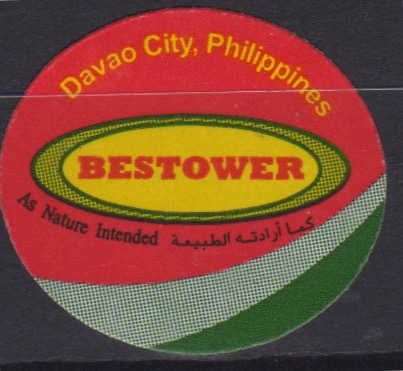 Davao City, Philippines
BESTOWER
As Nature Intended كما أرادته الطبيعة